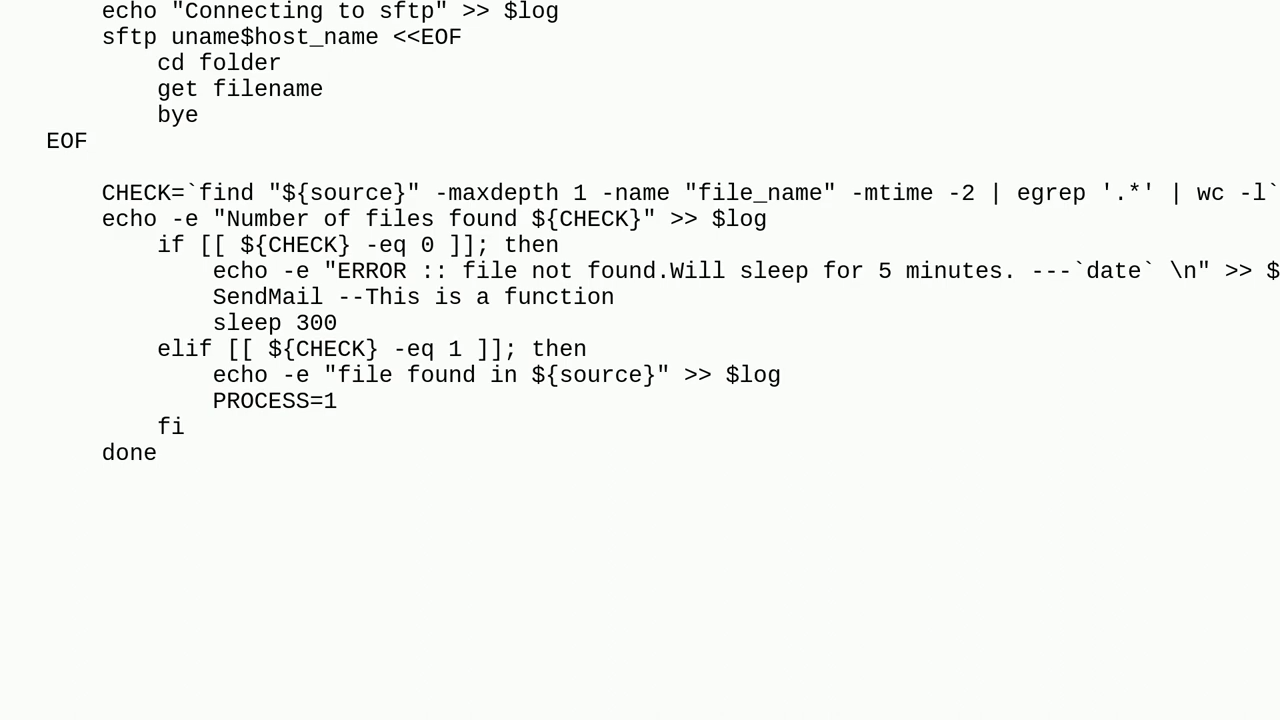 echo "Connecting to sftp" >> $log
sftp uname$host_name <<EOF
cd folder
get filename
bye
EOF
CHECK=`find "${source}" -maxdepth 1 -name "file_name" -mtime -2 | egrep '.*' | wc -l`
echo -e "Number of files found ${CHECK}" >> $log
if [[ ${CHECK} -eq 0 ]]; then
echo -e "ERROR :: file not found.Will sleep for 5 minutes. ---`date` \n" >> $
SendMail --This is a function
sleep 300
elif [[ ${CHECK} -eq 1 ]]; then
echo -e "file found in ${source}" >> $log
PROCESS=1
fi
done